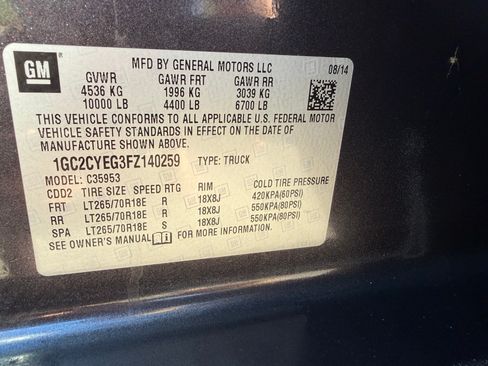 GM
MFD BY GENERAL MOTORS LLC 08/14
GVWR GAWR FRT GAWR RR
4536 KG 1996 KG 3039 KG
10000 LB 4400 LB 6700 LB
THIS VEHICLE CONFORMS TO ALL APPLICABLE U.S. FEDERAL MOTOR
VEHICLE SAFETY STANDARDS IN EFFECT ON THE DATE OF
MANUFACTURE SHOWN ABOVE.
1GC2CYEG3FZ140259 TYPE: TRUCK
MODEL: C35953
CDD2 TIRE SIZE SPEED RTG RIM COLD TIRE PRESSURE
FRT LT265/70R18E R 18X8J 420KPA(60PSI)
RR LT265/70R18E R 18X8J 550KPA(80PSI)
SPA LT265/70R18E S 18X8J 550KPA(80PSI)
SEE OWNER'S MANUAL FOR MORE INFORMATION.